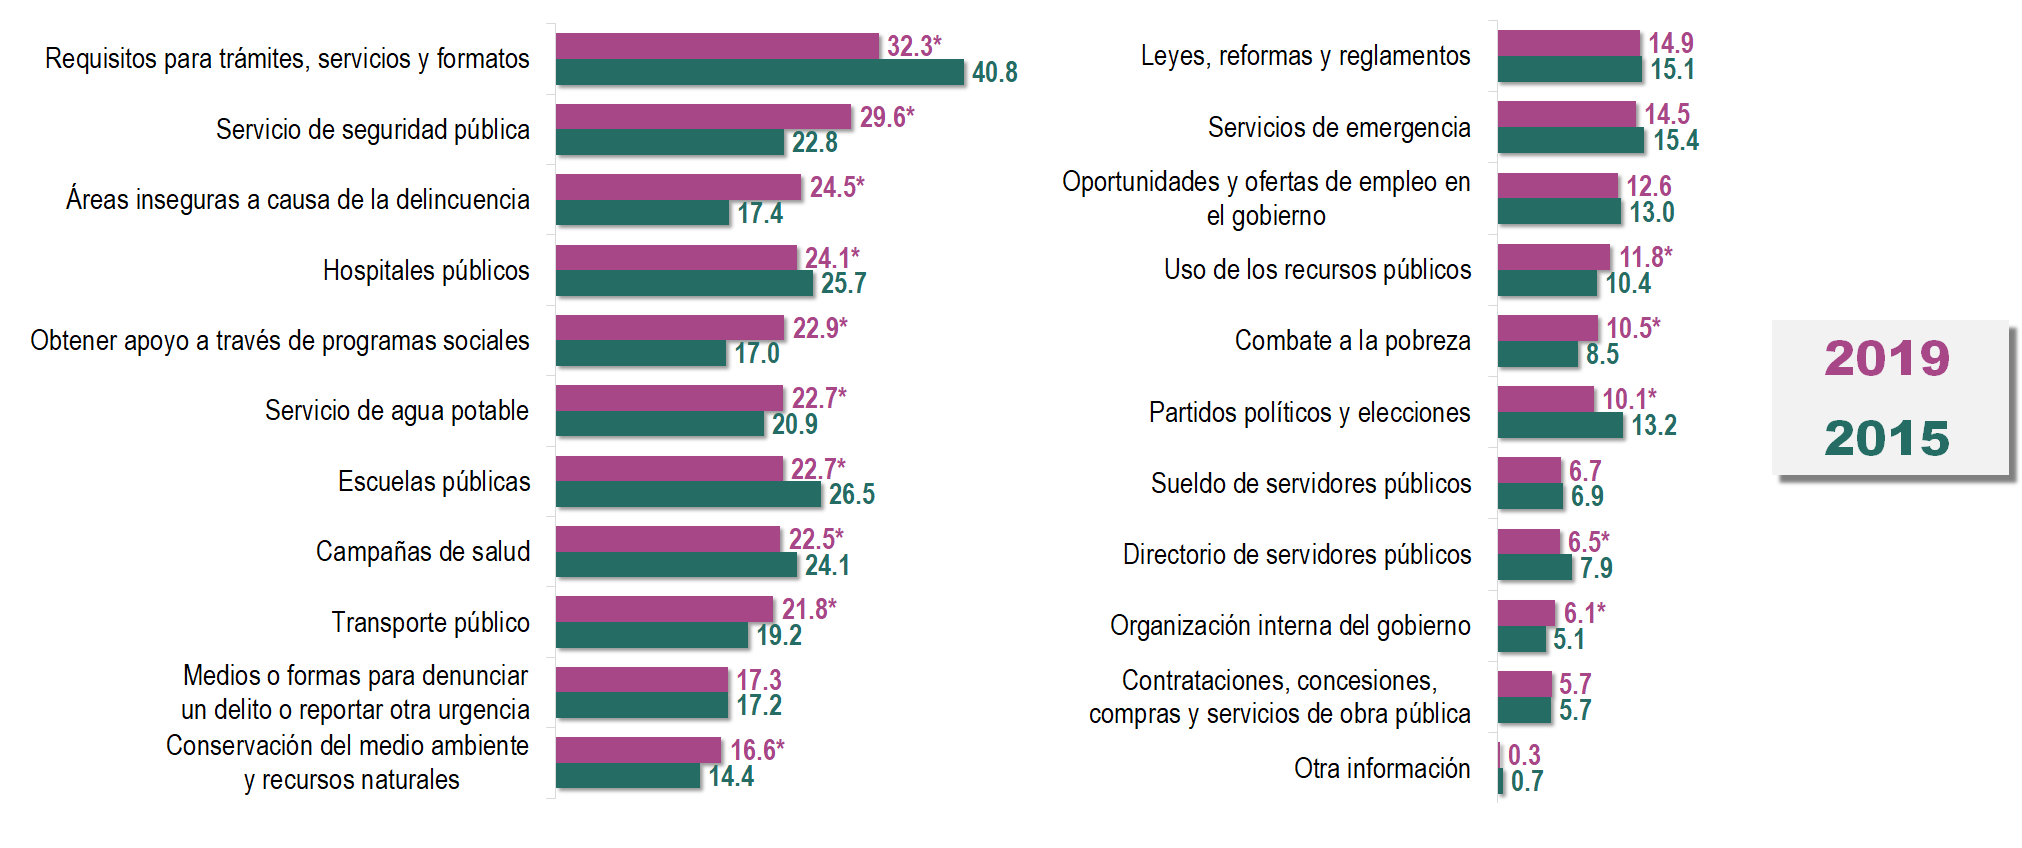 Requisitos para trámites, servicios y formatos
32.3*
40.8
Servicio de seguridad pública
29.6*
22.8
Áreas inseguras a causa de la delincuencia
24.5*
17.4
Hospitales públicos
24.1*
25.7
Obtener apoyo a través de programas sociales
22.9*
17.0
Servicio de agua potable
22.7*
20.9
Escuelas públicas
22.7*
26.5
Campañas de salud
22.5*
24.1
Transporte público
21.8*
19.2
Medios o formas para denunciar
un delito o reportar otra urgencia
17.3
17.2
Conservación del medio ambiente
y recursos naturales
16.6*
14.4
Leyes, reformas y reglamentos
14.9
15.1
Servicios de emergencia
14.5
15.4
Oportunidades y ofertas de empleo en
el gobierno
12.6
13.0
Uso de los recursos públicos
11.8*
10.4
Combate a la pobreza
10.5*
8.5
Partidos políticos y elecciones
10.1*
13.2
Sueldo de servidores públicos
6.7
6.9
Directorio de servidores públicos
6.5*
7.9
Organización interna del gobierno
6.1*
5.1
Contrataciones, concesiones,
compras y servicios de obra pública
5.7
5.7
Otra información
0.3
0.7
2019
2015